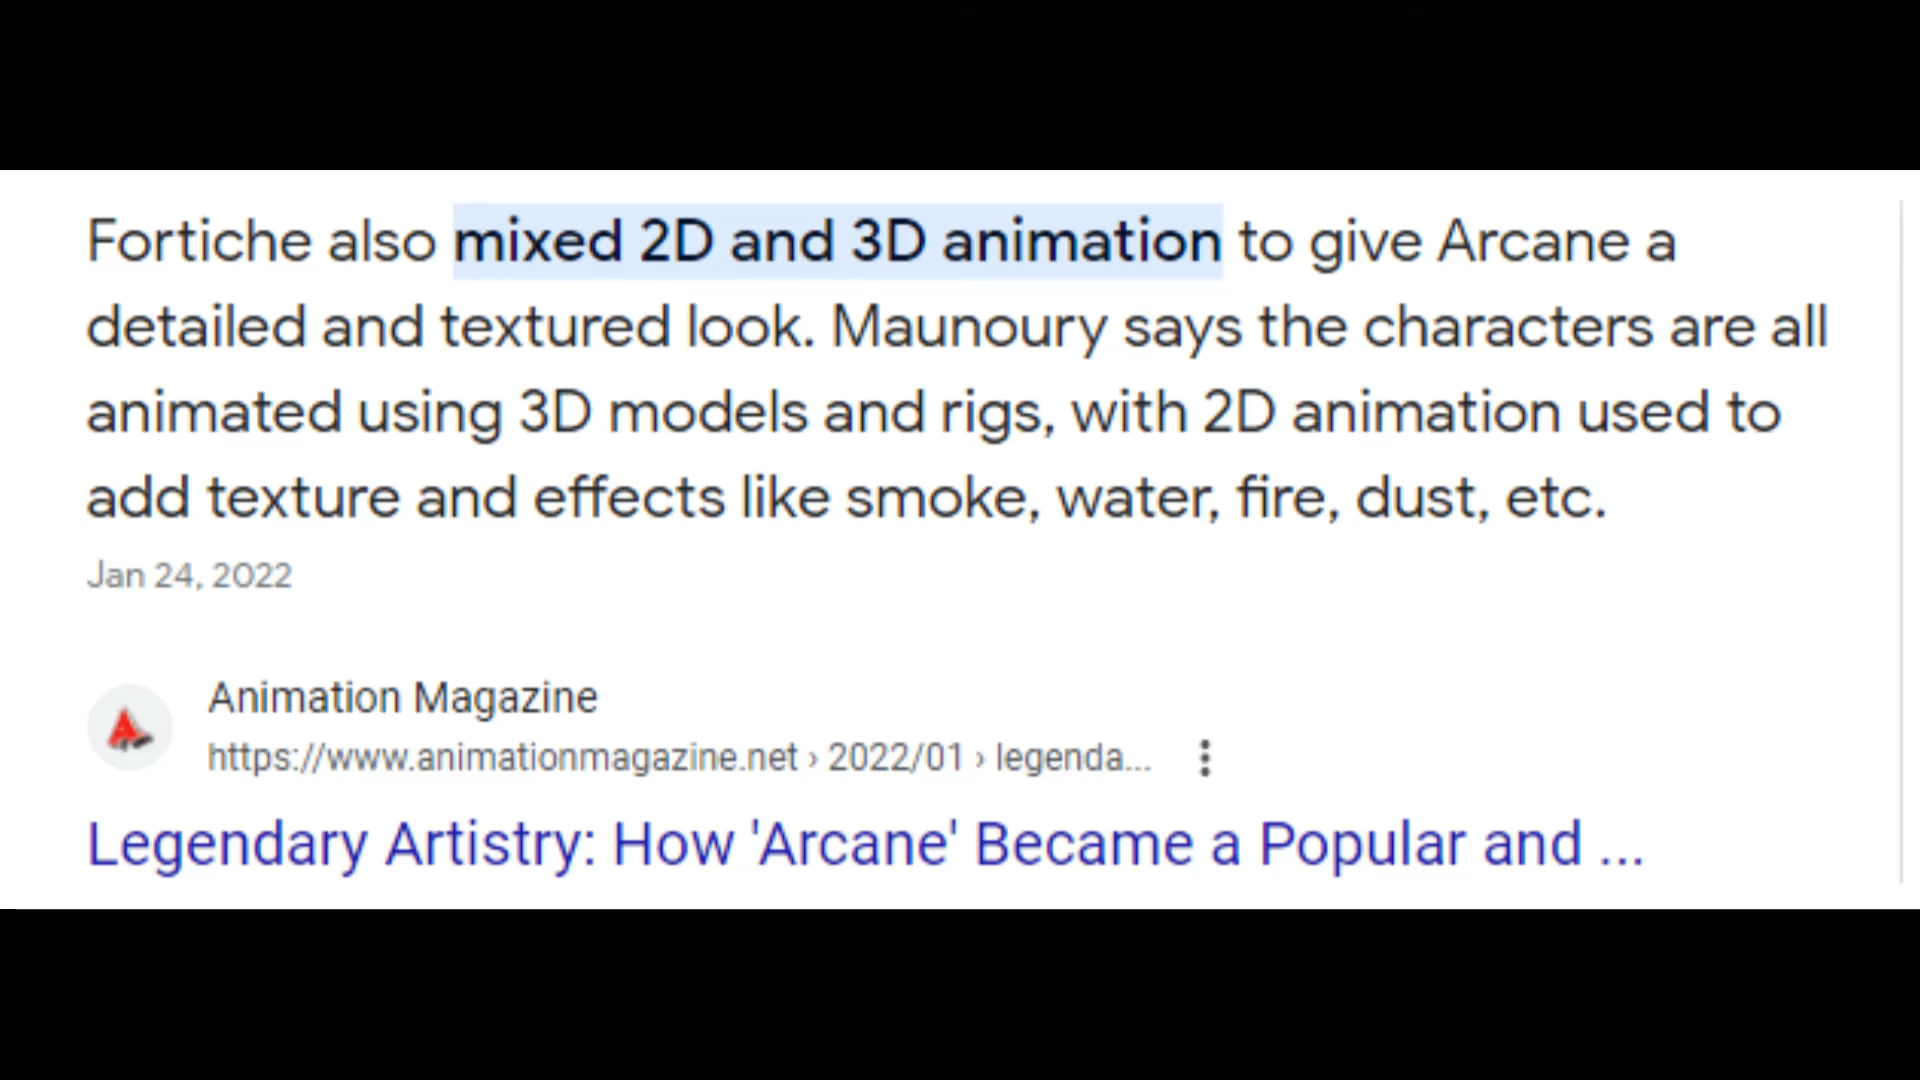 Fortiche also mixed 2D and 3D animation to give Arcane a
detailed and textured look. Maunoury says the characters are all
animated using 3D models and rigs, with 2D animation used to
add texture and effects like smoke, water, fire, dust, etc.
Jan 24, 2022
Animation Magazine
https://www.animationmagazine.net › 2022/01 › legenda...
Legendary Artistry: How 'Arcane' Became a Popular and ...